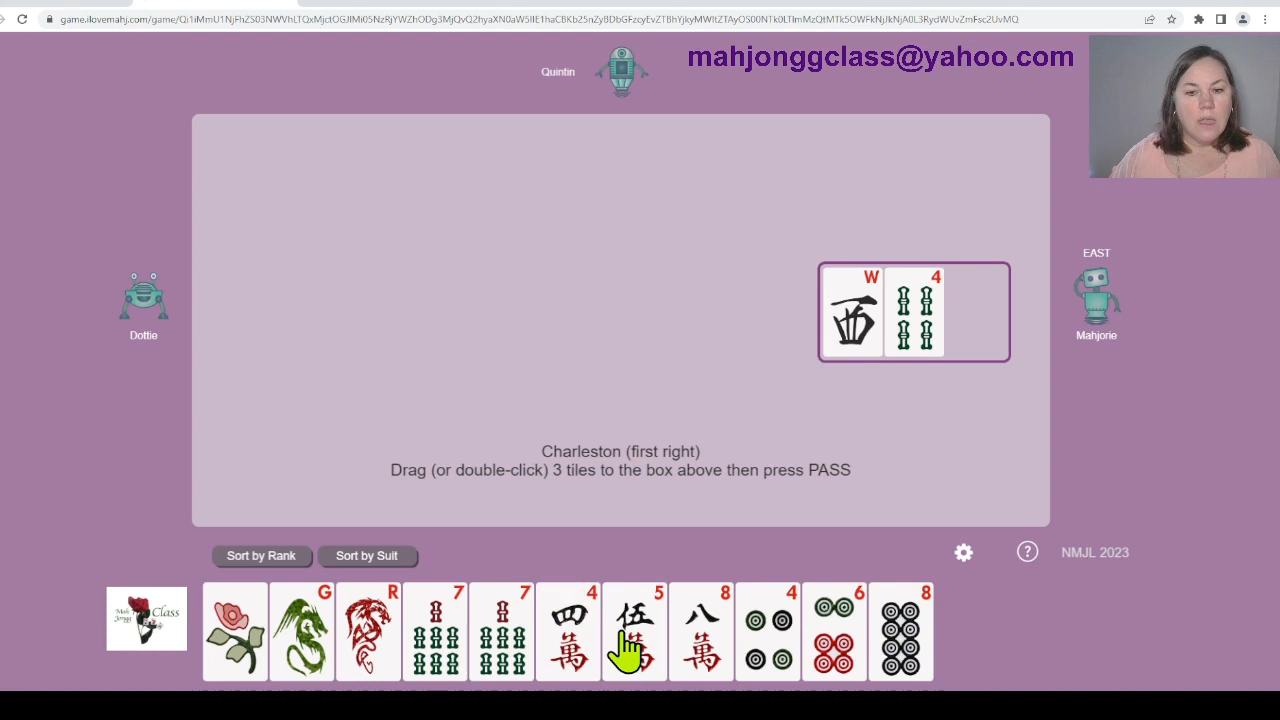 mahjonggclass@yahoo.com
Quintin
EAST
Dottie
Mahjorie
W
西
4
Charleston (first right)
Drag (or double-click) 3 tiles to the box above then press PASS
Sort by Rank
Sort by Suit
?
NMJL 2023
Class
G
R
7
7
4
四萬
5
伍萬
8
八萬
4
6
8